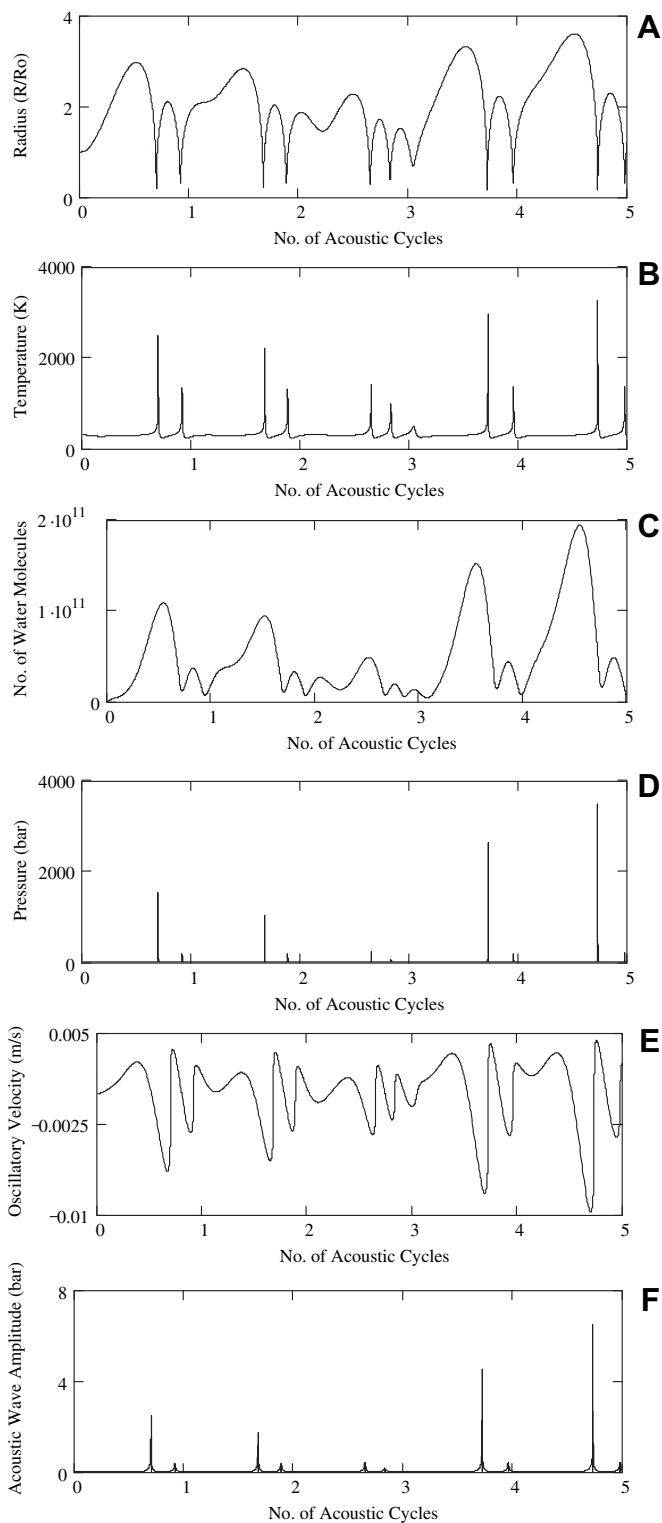 A
4
2
0
Radius (R/Ro)
0 1 2 3 4 5
No. of Acoustic Cycles
B
4000
2000
0
Temperature (K)
0 1 2 3 4 5
No. of Acoustic Cycles
C
2 ·10¹¹
1 ·10¹¹
0
No. of Water Molecules
0 1 2 3 4 5
No. of Acoustic Cycles
D
4000
2000
0
Pressure (bar)
0 1 2 3 4 5
No. of Acoustic Cycles
E
0.005
−0.0025
−0.01
Oscillatory Velocity (m/s)
0 1 2 3 4 5
No. of Acoustic Cycles
F
8
4
0
Acoustic Wave Amplitude (bar)
0 1 2 3 4 5
No. of Acoustic Cycles